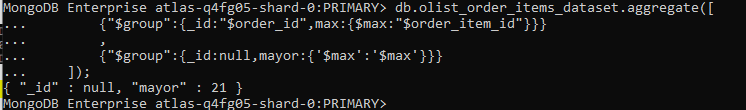 MongoDB Enterprise atlas-q4fg05-shard-0:PRIMARY> db.olist_order_items_dataset.aggregate([
...     {"$group":{_id:"$order_id",max:{$max:"$order_item_id"}}}
...     ,
...     {"$group":{_id:null,mayor:{'$max':'$max'}}}
... ]);
{ "_id" : null, "mayor" : 21 }
MongoDB Enterprise atlas-q4fg05-shard-0:PRIMARY>